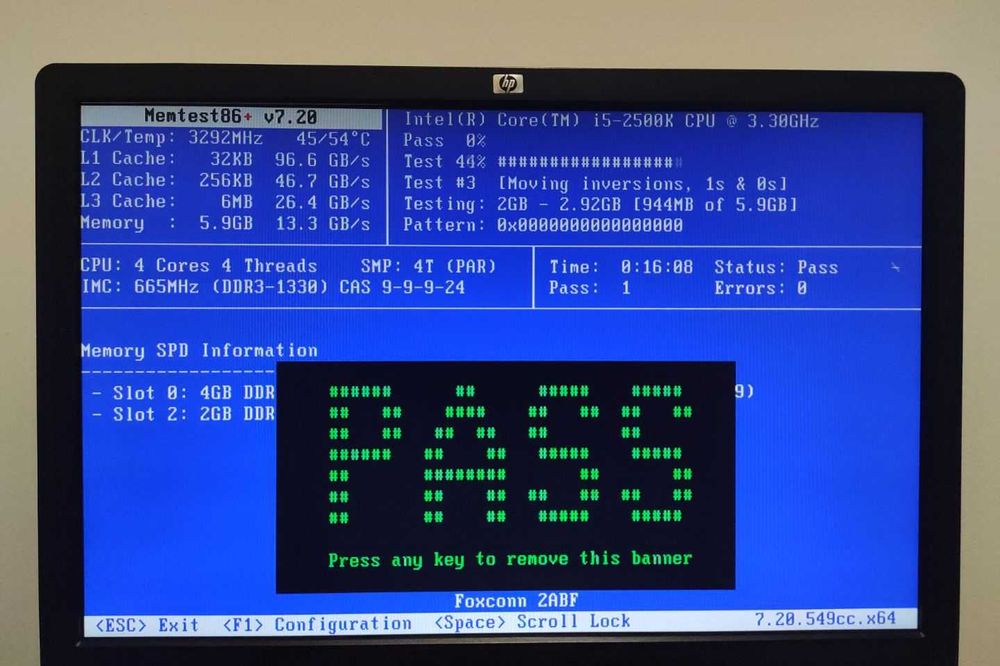 hp
Memtest86+ v7.20
Intel(R) Core(TM) i5-2500K CPU @ 3.30GHz
CLK/Temp: 3292MHz 45/54°C
Pass 0%
L1 Cache: 32KB 96.6 GB/s
Test 44% #################
L2 Cache: 256KB 46.7 GB/s
Test #3 [Moving inversions, 1s & 0s]
L3 Cache: 6MB 26.4 GB/s
Testing: 2GB - 2.92GB [944MB of 5.9GB]
Memory : 5.9GB 13.3 GB/s
Pattern: 0x0000000000000000
CPU: 4 Cores 4 Threads SMP: 4T (PAR)
Time: 0:16:08 Status: Pass
IMC: 665MHz (DDR3-1330) CAS 9-9-9-24
Pass: 1 Errors: 0
Memory SPD Information
- Slot 0: 4GB DDR 9)
- Slot 2: 2GB DDR
PASS
Press any key to remove this banner
Foxconn 2ABF
<ESC> Exit <F1> Configuration <Space> Scroll Lock 7.20.549cc.x64